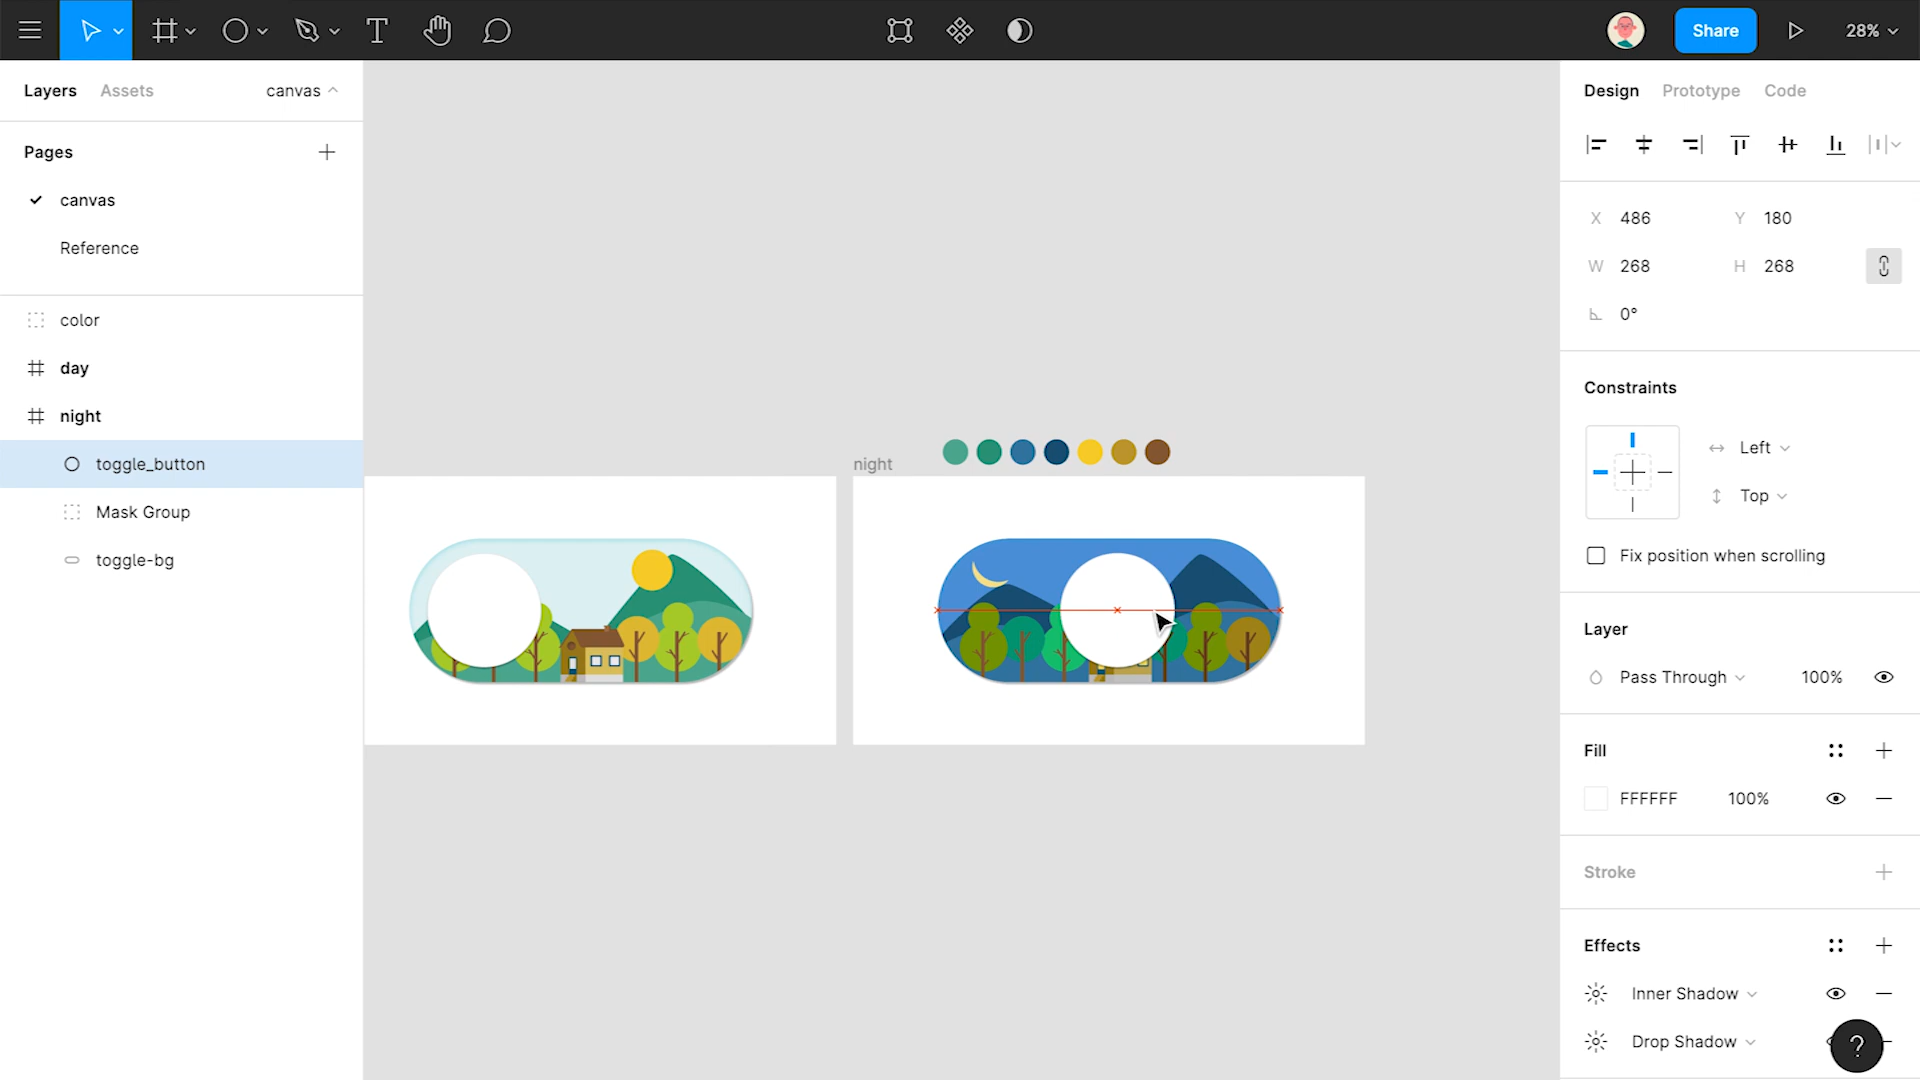 Share
28%
Layers
Assets
canvas
Pages
canvas
Reference
color
day
night
toggle_button
Mask Group
toggle-bg
night
Design
Prototype
Code
X 486
Y 180
W 268
H 268
0°
Constraints
Left
Top
Fix position when scrolling
Layer
Pass Through
100%
Fill
FFFFFF
100%
Stroke
Effects
Inner Shadow
Drop Shadow
?